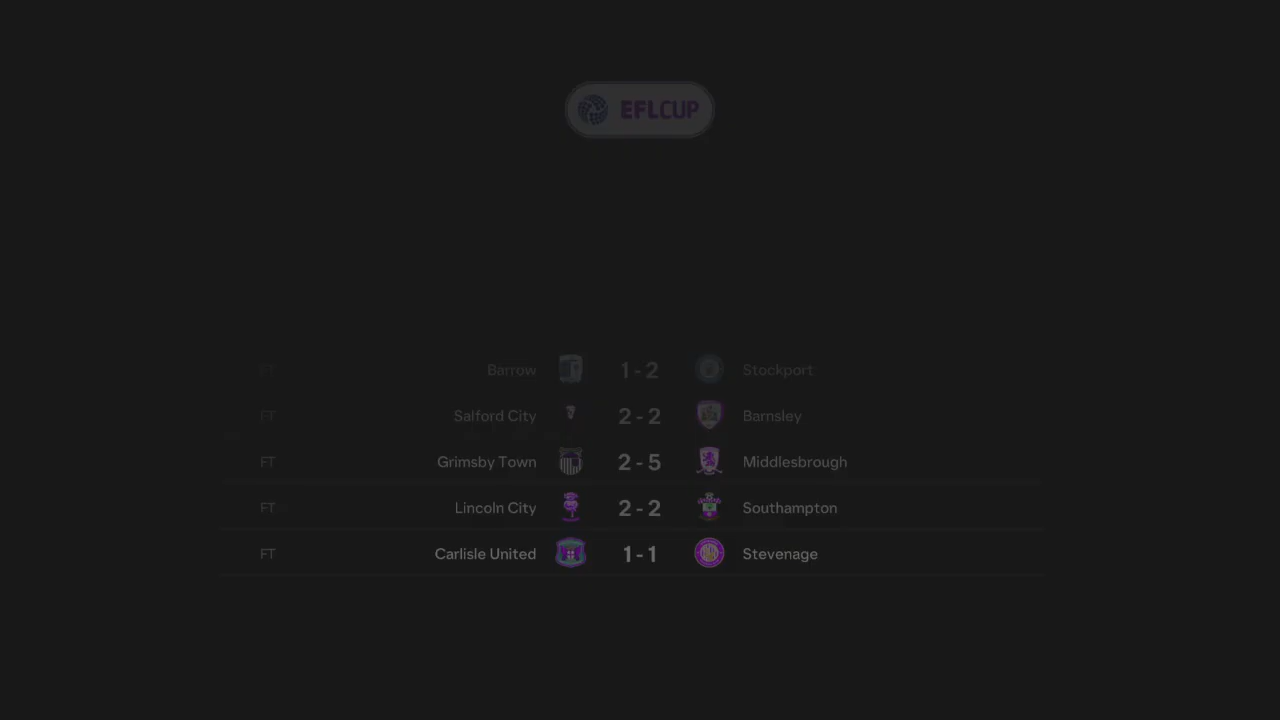 EFLCUP
FT Barrow 1 - 2 Stockport
FT Salford City 2 - 2 Barnsley
FT Grimsby Town 2 - 5 Middlesbrough
FT Lincoln City 2 - 2 Southampton
FT Carlisle United 1 - 1 Stevenage